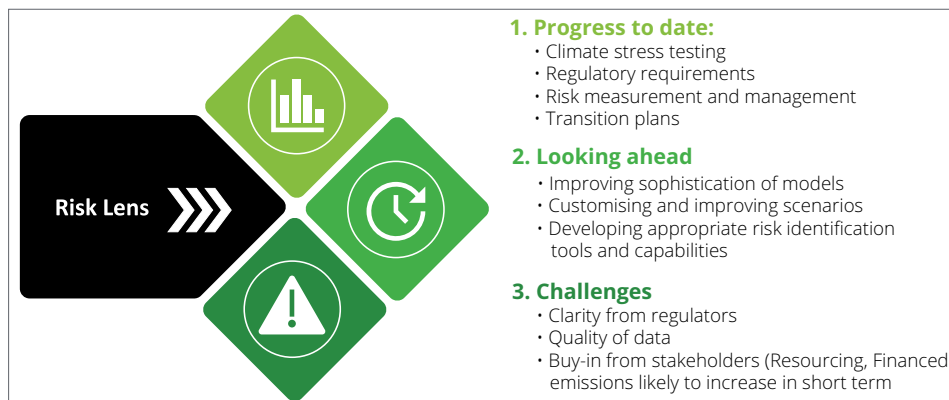 Risk Lens
1. Progress to date:
• Climate stress testing
• Regulatory requirements
• Risk measurement and management
• Transition plans
2. Looking ahead
• Improving sophistication of models
• Customising and improving scenarios
• Developing appropriate risk identification
tools and capabilities
3. Challenges
• Clarity from regulators
• Quality of data
• Buy-in from stakeholders (Resourcing, Financed
emissions likely to increase in short term